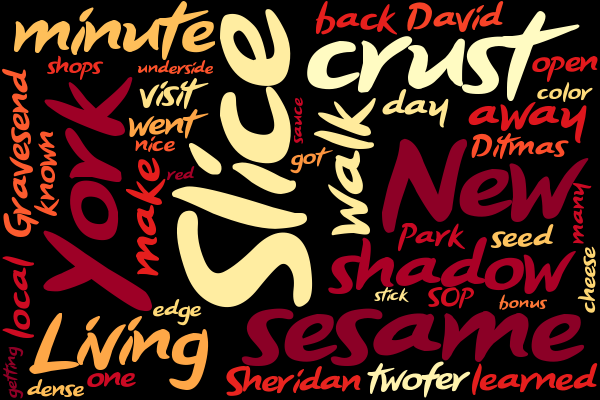 minute
back David
Slice
crust
shops
underside
open
visit
color
Gravesend
known
York
went
nice
sauce
walk
day
away
got
Ditmas
make
red
New
many
Park
seed
shadow
cheese
local
stick
SOP
bonus
edge
Living
sesame
getting
dense
one
Sheridan twofer learned